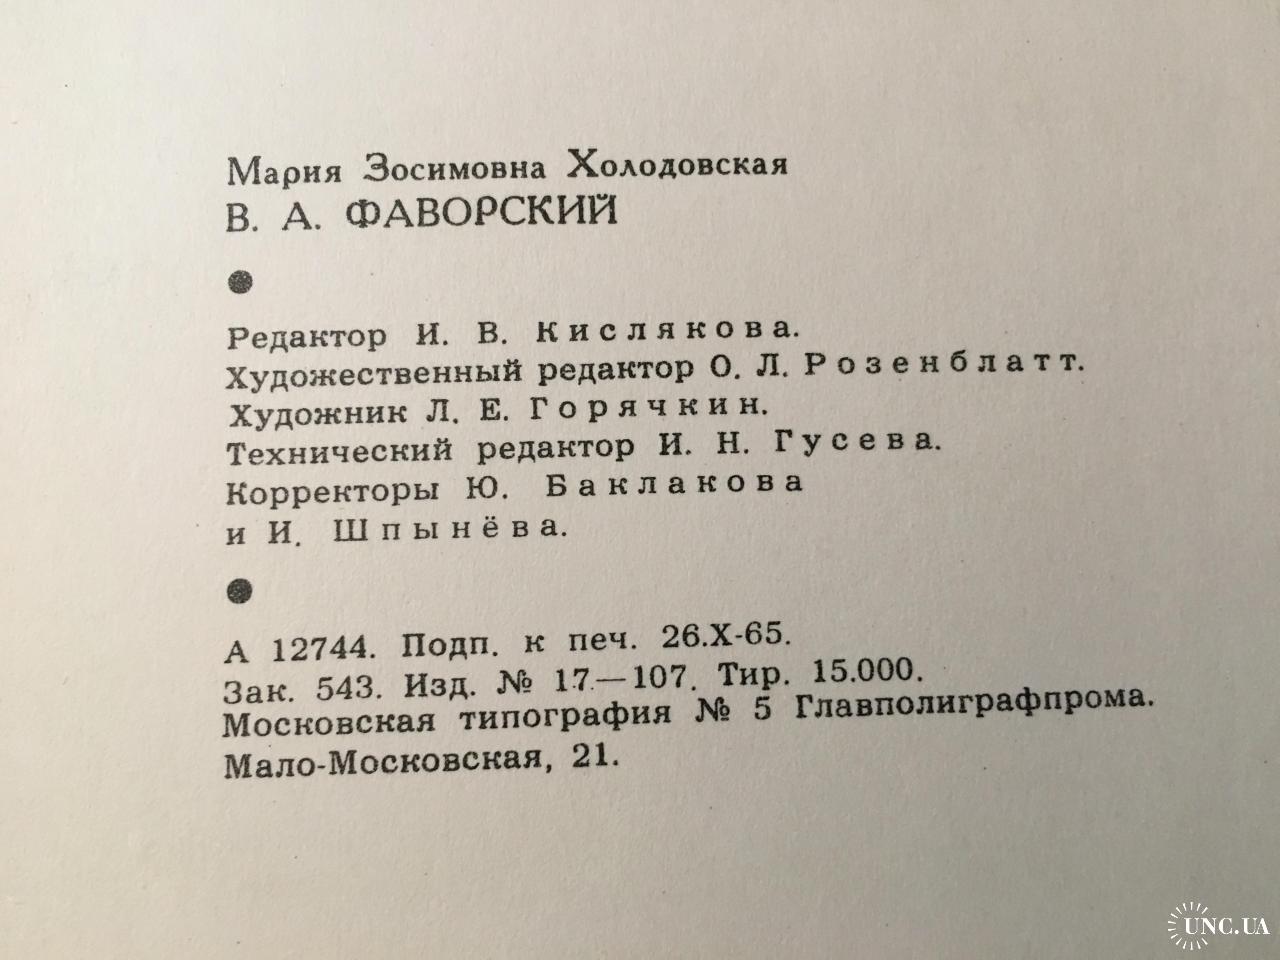 Мария Зосимовна Холодовская
В. А. ФАВОРСКИЙ
Редактор И. В. Кислякова.
Художественный редактор О. Л. Розенблатт.
Художник Л. Е. Горячкин.
Технический редактор И. Н. Гусева.
Корректоры Ю. Баклакова
и И. Шпынёва.
А 12744. Подп. к печ. 26.X-65.
Зак. 543. Изд. № 17—107. Тир. 15.000.
Московская типография № 5 Главполиграфпрома.
Мало-Московская, 21.
UNC.UA